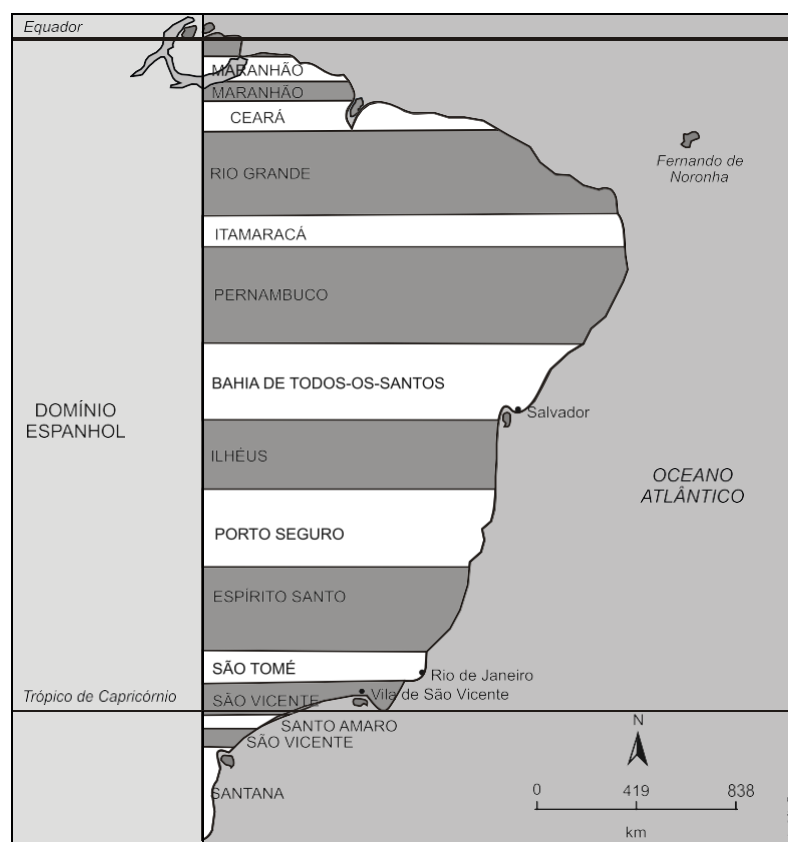 Equador
MARANHÃO
MARANHÃO
CEARÁ
Fernando de
Noronha
RIO GRANDE
ITAMARACÁ
PERNAMBUCO
BAHIA DE TODOS-OS-SANTOS
Salvador
DOMÍNIO
ESPANHOL
ILHÉUS
OCEANO
ATLÂNTICO
PORTO SEGURO
ESPÍRITO SANTO
SÃO TOMÉ
Rio de Janeiro
Trópico de Capricórnio
SÃO VICENTE
Vila de São Vicente
SANTO AMARO
N
SÃO VICENTE
SANTANA
0 419 838
km